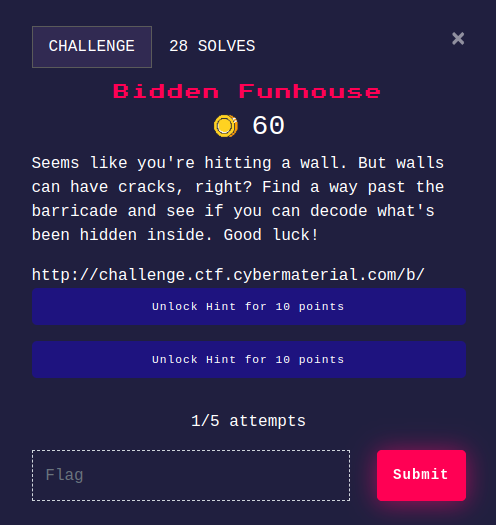 CHALLENGE 28 SOLVES ×
Bidden Funhouse
60
Seems like you're hitting a wall. But walls
can have cracks, right? Find a way past the
barricade and see if you can decode what's
been hidden inside. Good luck!
http://challenge.ctf.cybermaterial.com/b/
Unlock Hint for 10 points
Unlock Hint for 10 points
1/5 attempts
Flag Submit